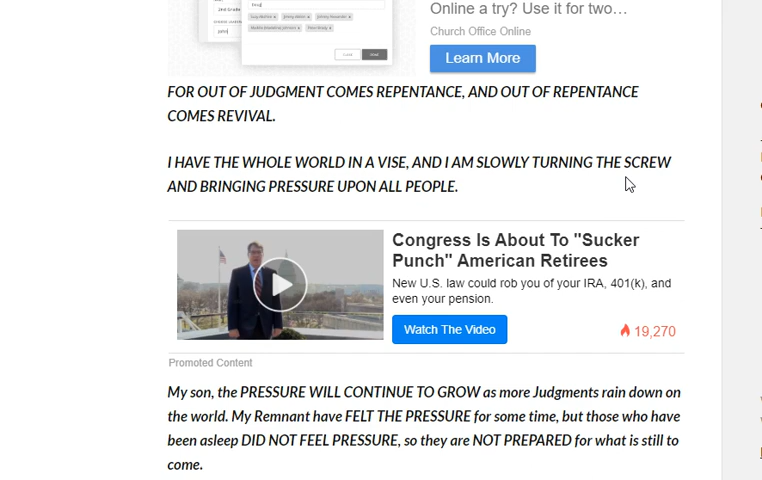 Online a try? Use it for two…
2nd Grade
Church Office Online
Learn More
FOR OUT OF JUDGMENT COMES REPENTANCE, AND OUT OF REPENTANCE
COMES REVIVAL.
I HAVE THE WHOLE WORLD IN A VISE, AND I AM SLOWLY TURNING THE SCREW
AND BRINGING PRESSURE UPON ALL PEOPLE.
Congress Is About To "Sucker
Punch" American Retirees
New U.S. law could rob you of your IRA, 401(k), and
even your pension.
Watch The Video
19,270
Promoted Content
My son, the PRESSURE WILL CONTINUE TO GROW as more Judgments rain down on
the world. My Remnant have FELT THE PRESSURE for some time, but those who have
been asleep DID NOT FEEL PRESSURE, so they are NOT PREPARED for what is still to
come.